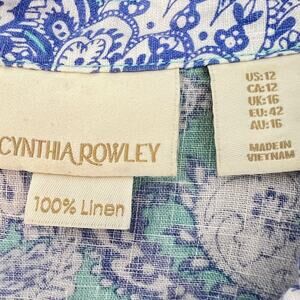 CYNTHIA ROWLEY
100% Linen
US: 12
CA: 12
UK: 16
EU: 42
AU: 16
MADE IN
VIETNAM